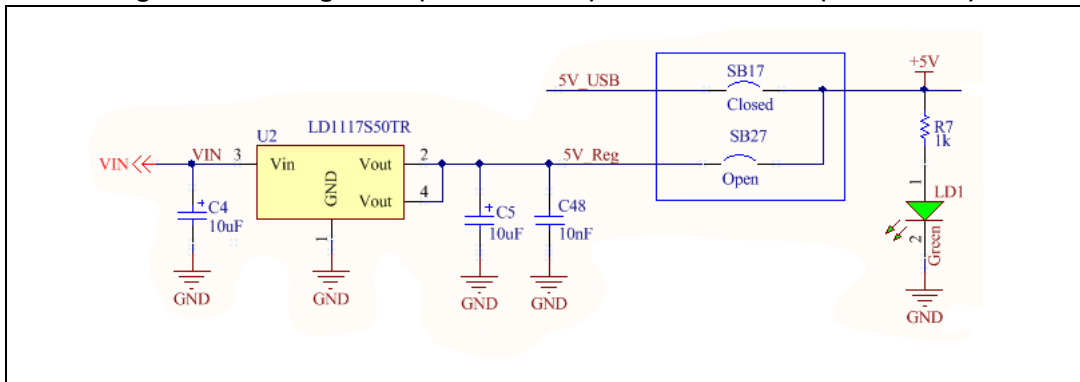 5V_USB
SB17
Closed
+5V
SB27
Open
5V_Reg
R7
1k
1
LD1
2
Green
GND
U2
LD1117S50TR
VIN
VIN
3
Vin
Vout
2
GND
Vout
4
1
C4
+
10uF
C5
+
10uF
C48
10nF
GND
GND
GND
GND